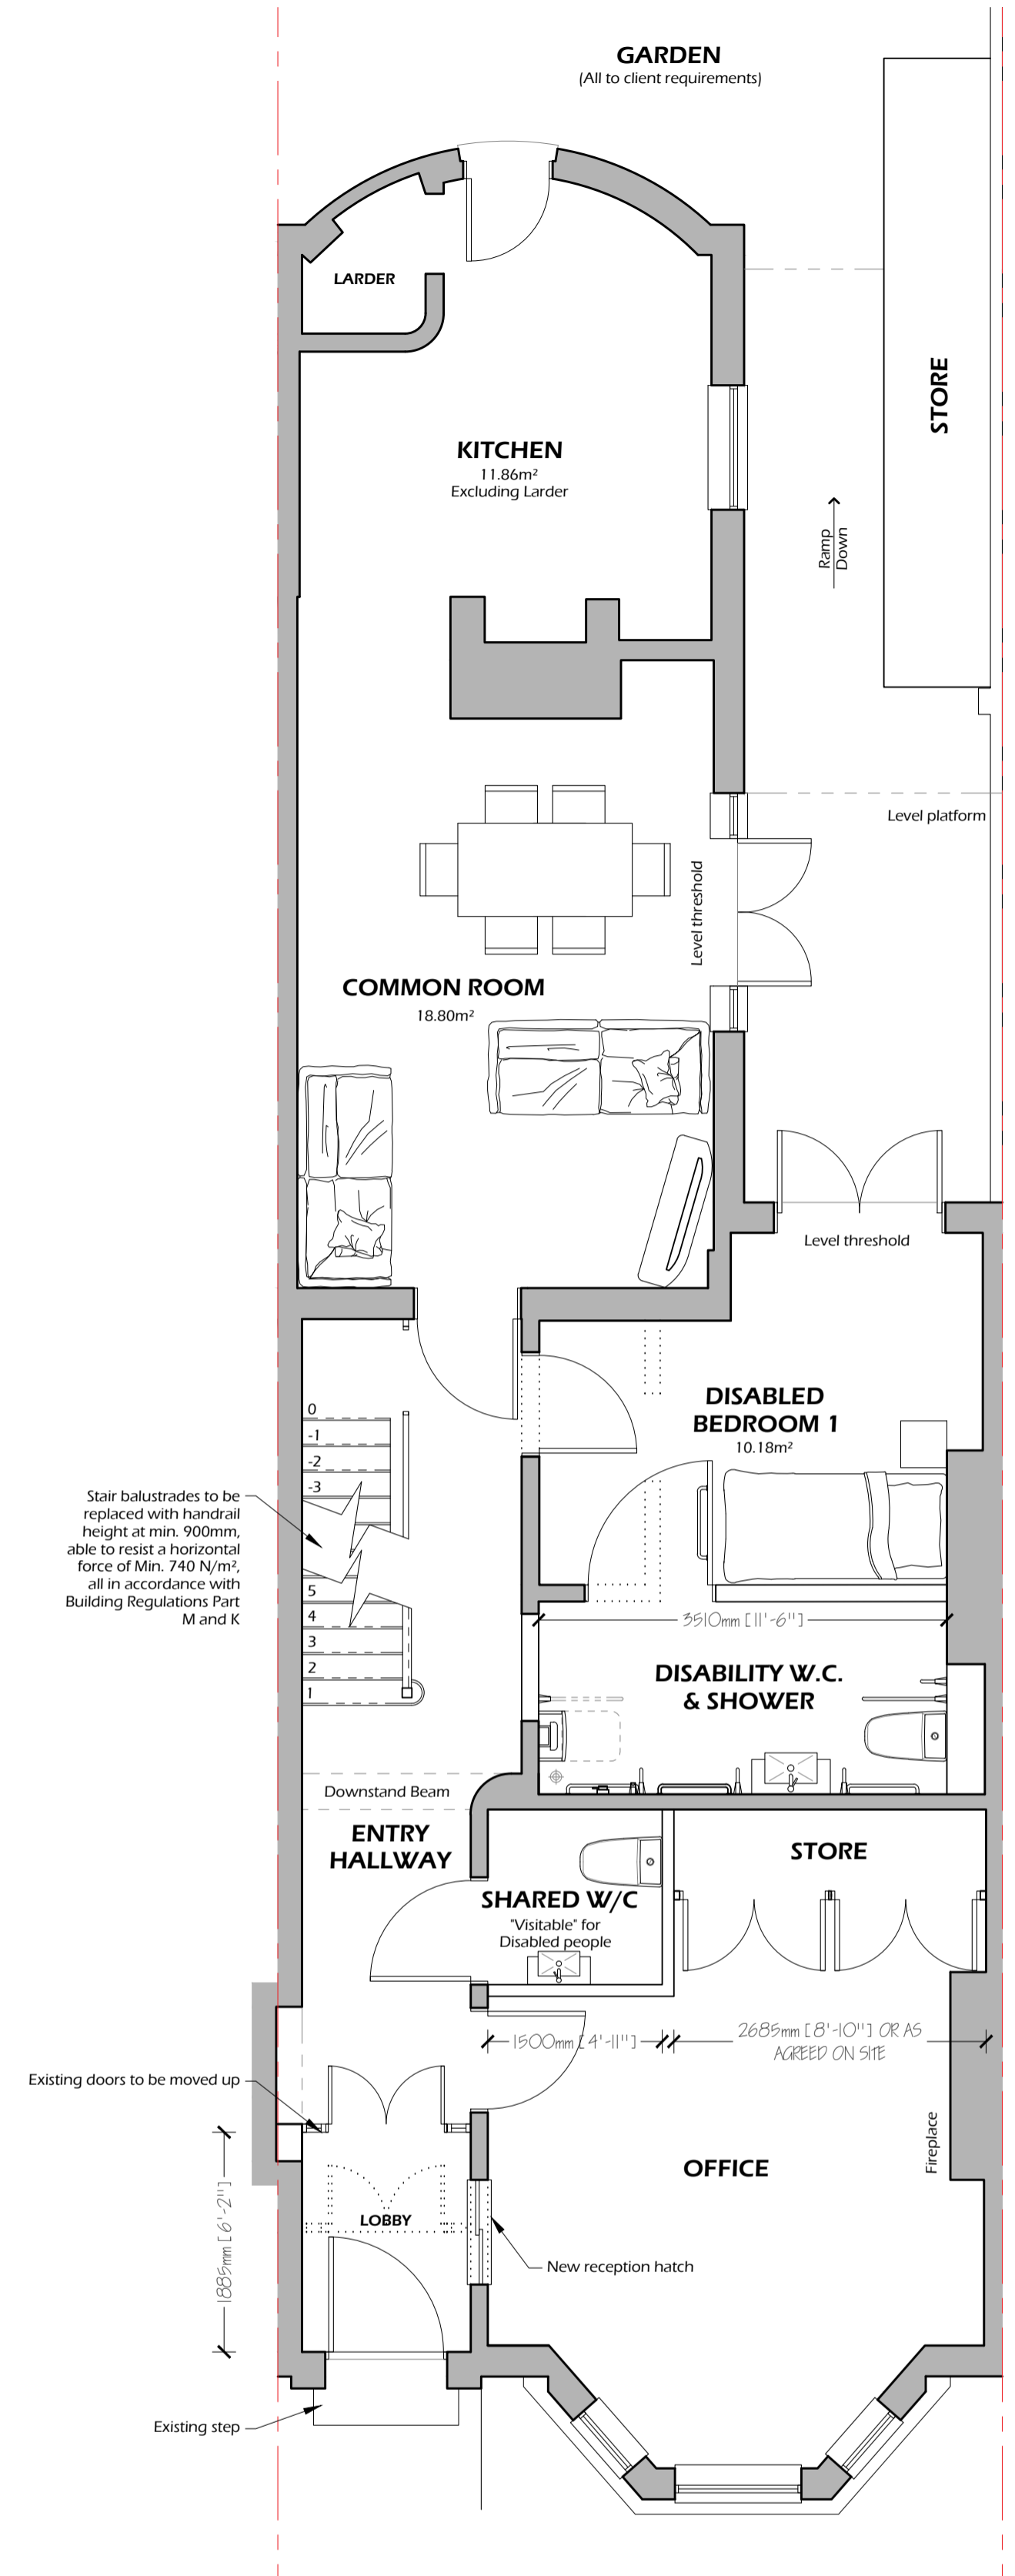 GARDEN
(All to client requirements)
LARDER
STORE
KITCHEN
11.86m²
Excluding Larder
Ramp
Down
Level platform
Level threshold
COMMON ROOM
18.80m²
Level threshold
DISABLED
BEDROOM 1
10.18m²
0
-1
-2
-3
Stair balustrades to be
replaced with handrail
height at min. 900mm,
able to resist a horizontal
force of Min. 740 N/m²,
all in accordance with
Building Regulations Part
M and K
5
4
3
2
1
3510mm [11'-6"]
DISABILITY W.C.
& SHOWER
Downstand Beam
ENTRY
HALLWAY
STORE
SHARED W/C
"Visitable" for
Disabled people
1500mm [4'-11"]
2685mm [8'-10"] OR AS
AGREED ON SITE
Existing doors to be moved up
Fireplace
OFFICE
1885mm [6'-2"]
LOBBY
New reception hatch
Existing step